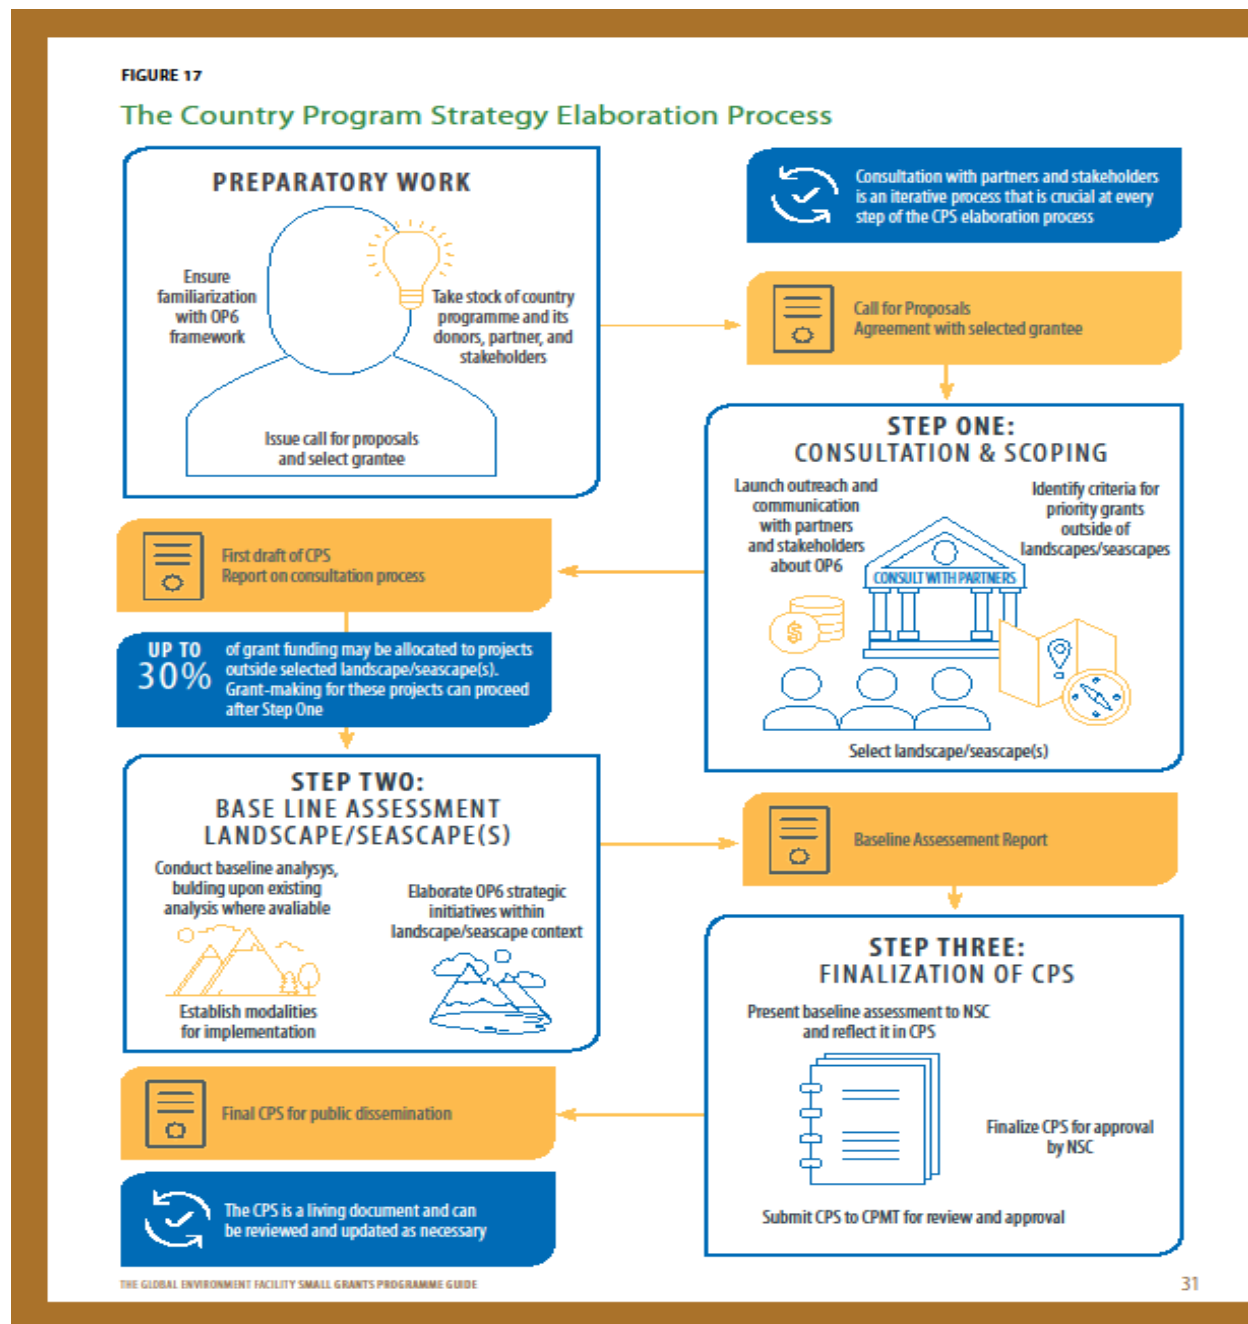 FIGURE 17
The Country Program Strategy Elaboration Process
PREPARATORY WORK
Ensure
familiarization
with OP6
framework
Take stock of country
programme and its
donors, partner, and
stakeholders
Issue call for proposals
and select grantee
Consultation with partners and stakeholders
is an iterative process that is crucial at every
step of the CPS elaboration process
Call for Proposals
Agreement with selected grantee
STEP ONE:
CONSULTATION & SCOPING
Launch outreach and
communication
with partners
and stakeholders
about OP6
Identify criteria for
priority grants
outside of
landscapes/seascapes
CONSULT WITH PARTNERS
$
Select landscape/seascape(s)
First draft of CPS
Report on consultation process
UP TO
30%
of grant funding may be allocated to projects
outside selected landscape/seascape(s).
Grant-making for these projects can proceed
after Step One
STEP TWO:
BASE LINE ASSESSMENT
LANDSCAPE/SEASCAPE(S)
Conduct baseline analysys,
bulding upon existing
analysis where avaliable
Elaborate OP6 strategic
initiatives within
landscape/seascape context
Establish modalities
for implementation
Baseline Assessement Report
STEP THREE:
FINALIZATION OF CPS
Present baseline assessment to NSC
and reflect it in CPS
Finalize CPS for approval
by NSC
Submit CPS to CPMT for review and approval
Final CPS for public dissemination
The CPS is a living document and can
be reviewed and updated as necessary
THE GLOBAL ENVIRONMENT FACILITY SMALL GRANTS PROGRAMME GUIDE
31